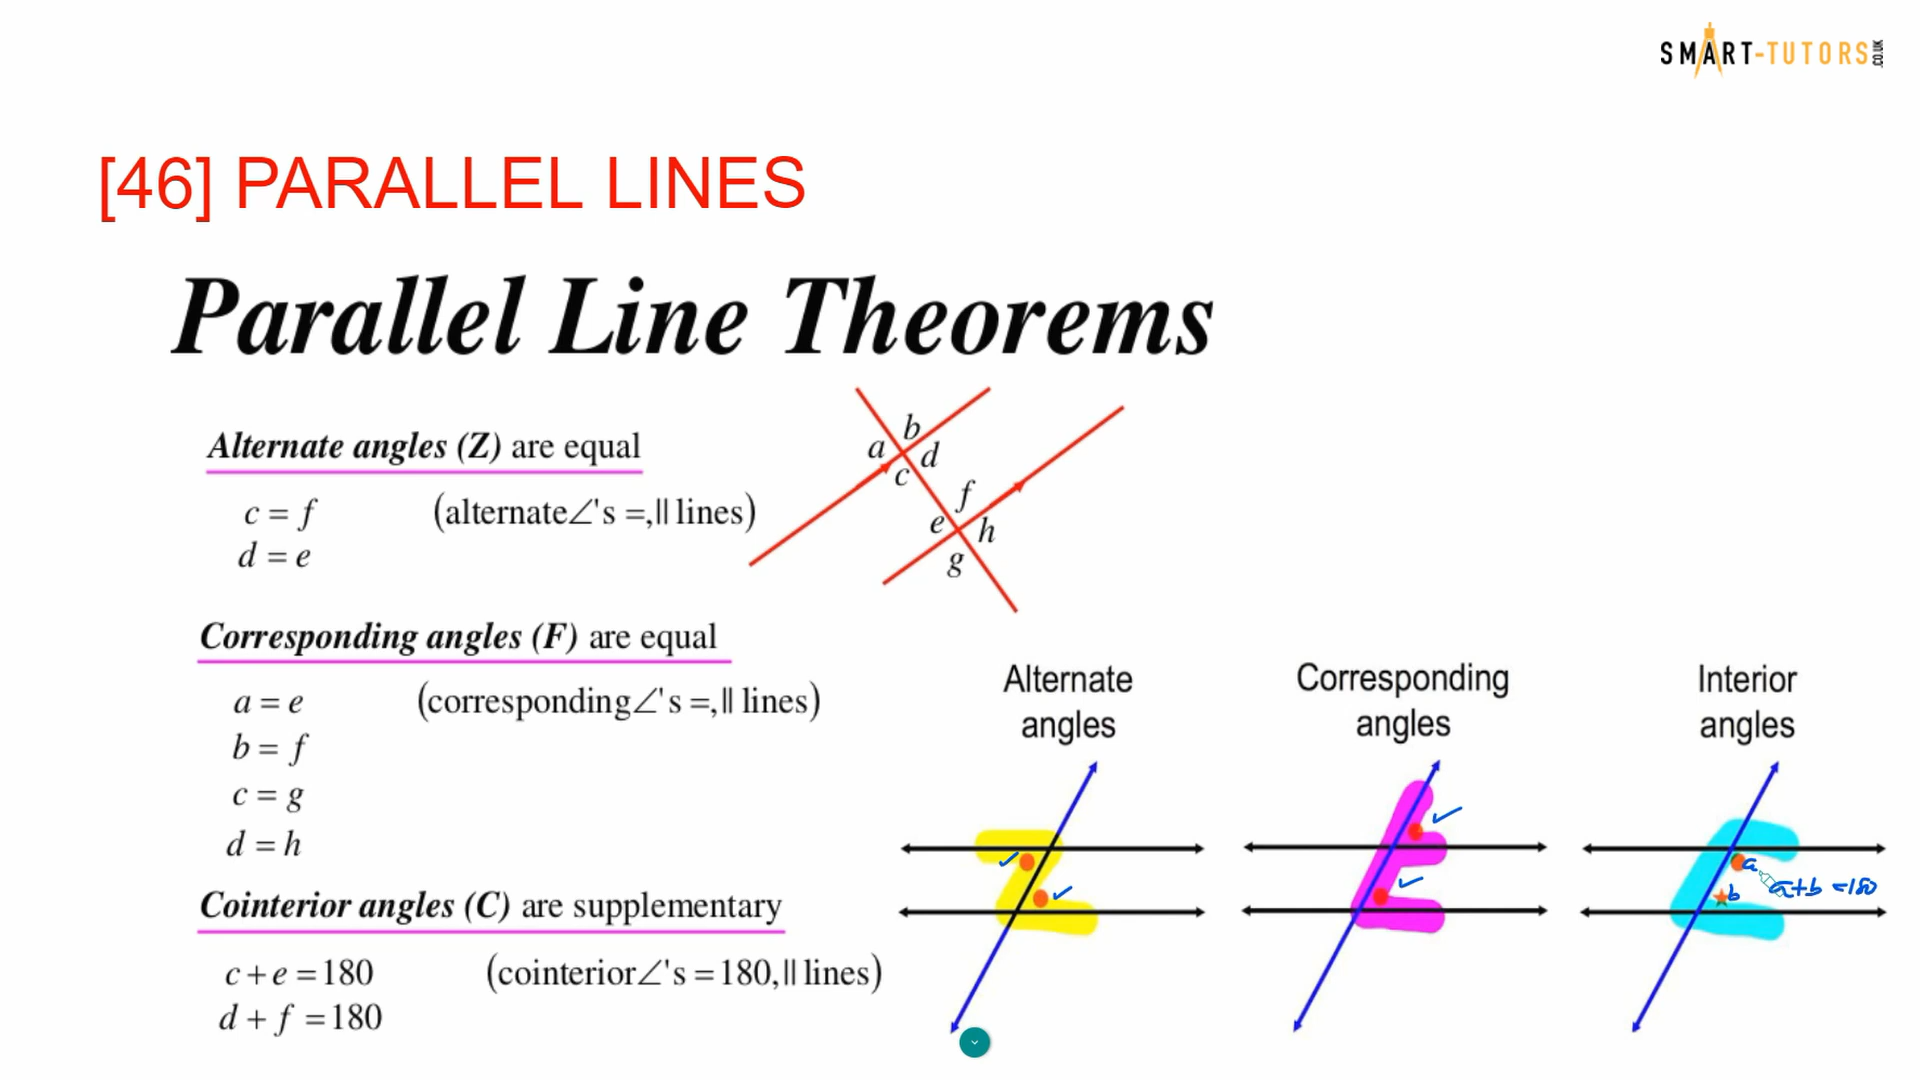 SMART-TUTORS.CO.UK
[46] PARALLEL LINES
Parallel Line Theorems
Alternate angles (Z) are equal
c = f (alternate∠'s =,|| lines)
d = e
a b
c d
e f
g h
Corresponding angles (F) are equal
a = e (corresponding∠'s =,|| lines)
b = f
c = g
d = h
Cointerior angles (C) are supplementary
c + e = 180 (cointerior∠'s = 180,|| lines)
d + f = 180
Alternate
angles
Corresponding
angles
Interior
angles
a
b a+b =180